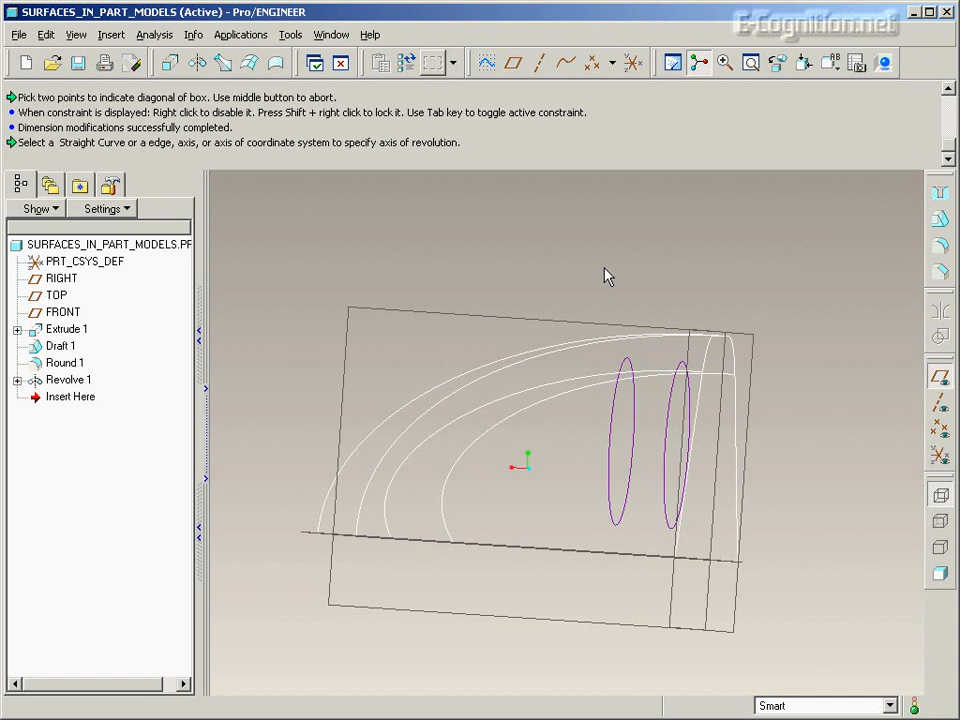 SURFACES_IN_PART_MODELS (Active) - Pro/ENGINEER
E-Cognition.net
File Edit View Insert Analysis Info Applications Tools Window Help
Pick two points to indicate diagonal of box. Use middle button to abort.
When constraint is displayed: Right click to disable it. Press Shift + right click to lock it. Use Tab key to toggle active constraint.
Dimension modifications successfully completed.
Select a Straight Curve or a edge, axis, or axis of coordinate system to specify axis of revolution.
Show Settings
SURFACES_IN_PART_MODELS.PF
PRT_CSYS_DEF
RIGHT
TOP
FRONT
Extrude 1
Draft 1
Round 1
Revolve 1
Insert Here
Smart